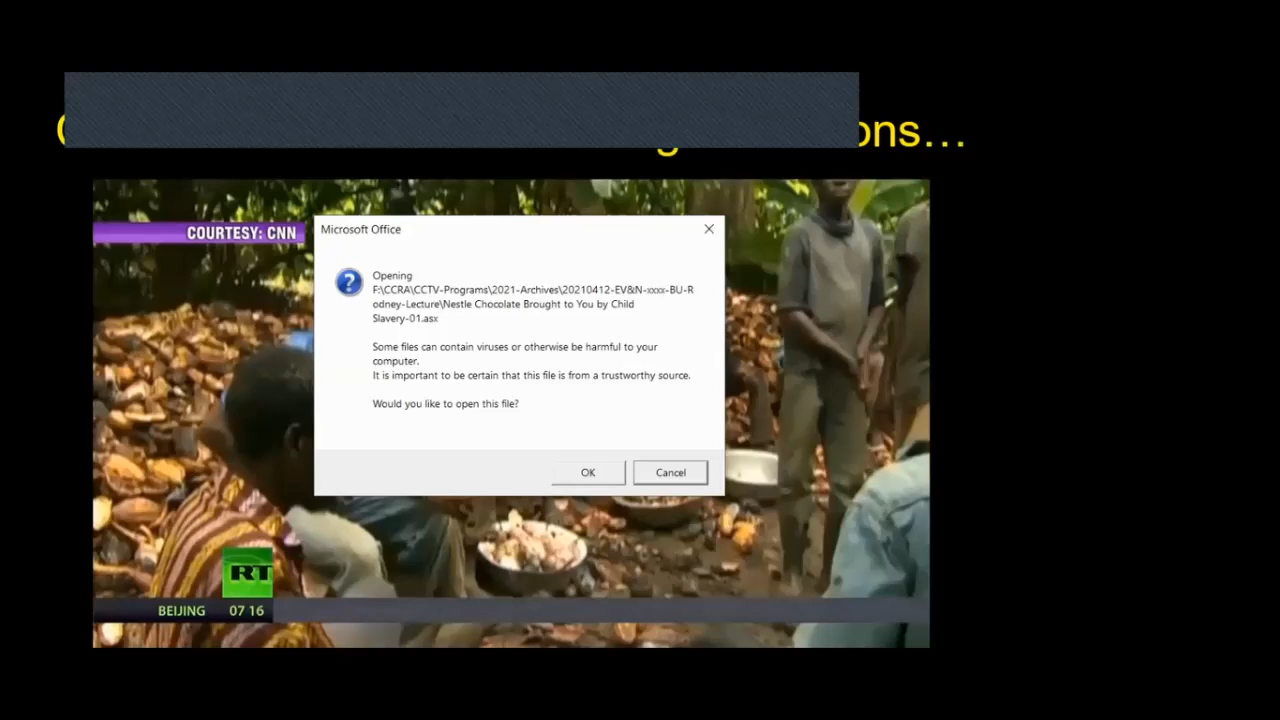 ons…
COURTESY: CNN
Microsoft Office
Opening
F:\CCRA\CCTV-Programs\2021-Archives\20210412-EV&N-xxxx-BU-R
odney-Lecture\Nestle Chocolate Brought to You by Child
Slavery-01.asx
Some files can contain viruses or otherwise be harmful to your
computer.
It is important to be certain that this file is from a trustworthy source.
Would you like to open this file?
OK
Cancel
RT
BEIJING 07 16